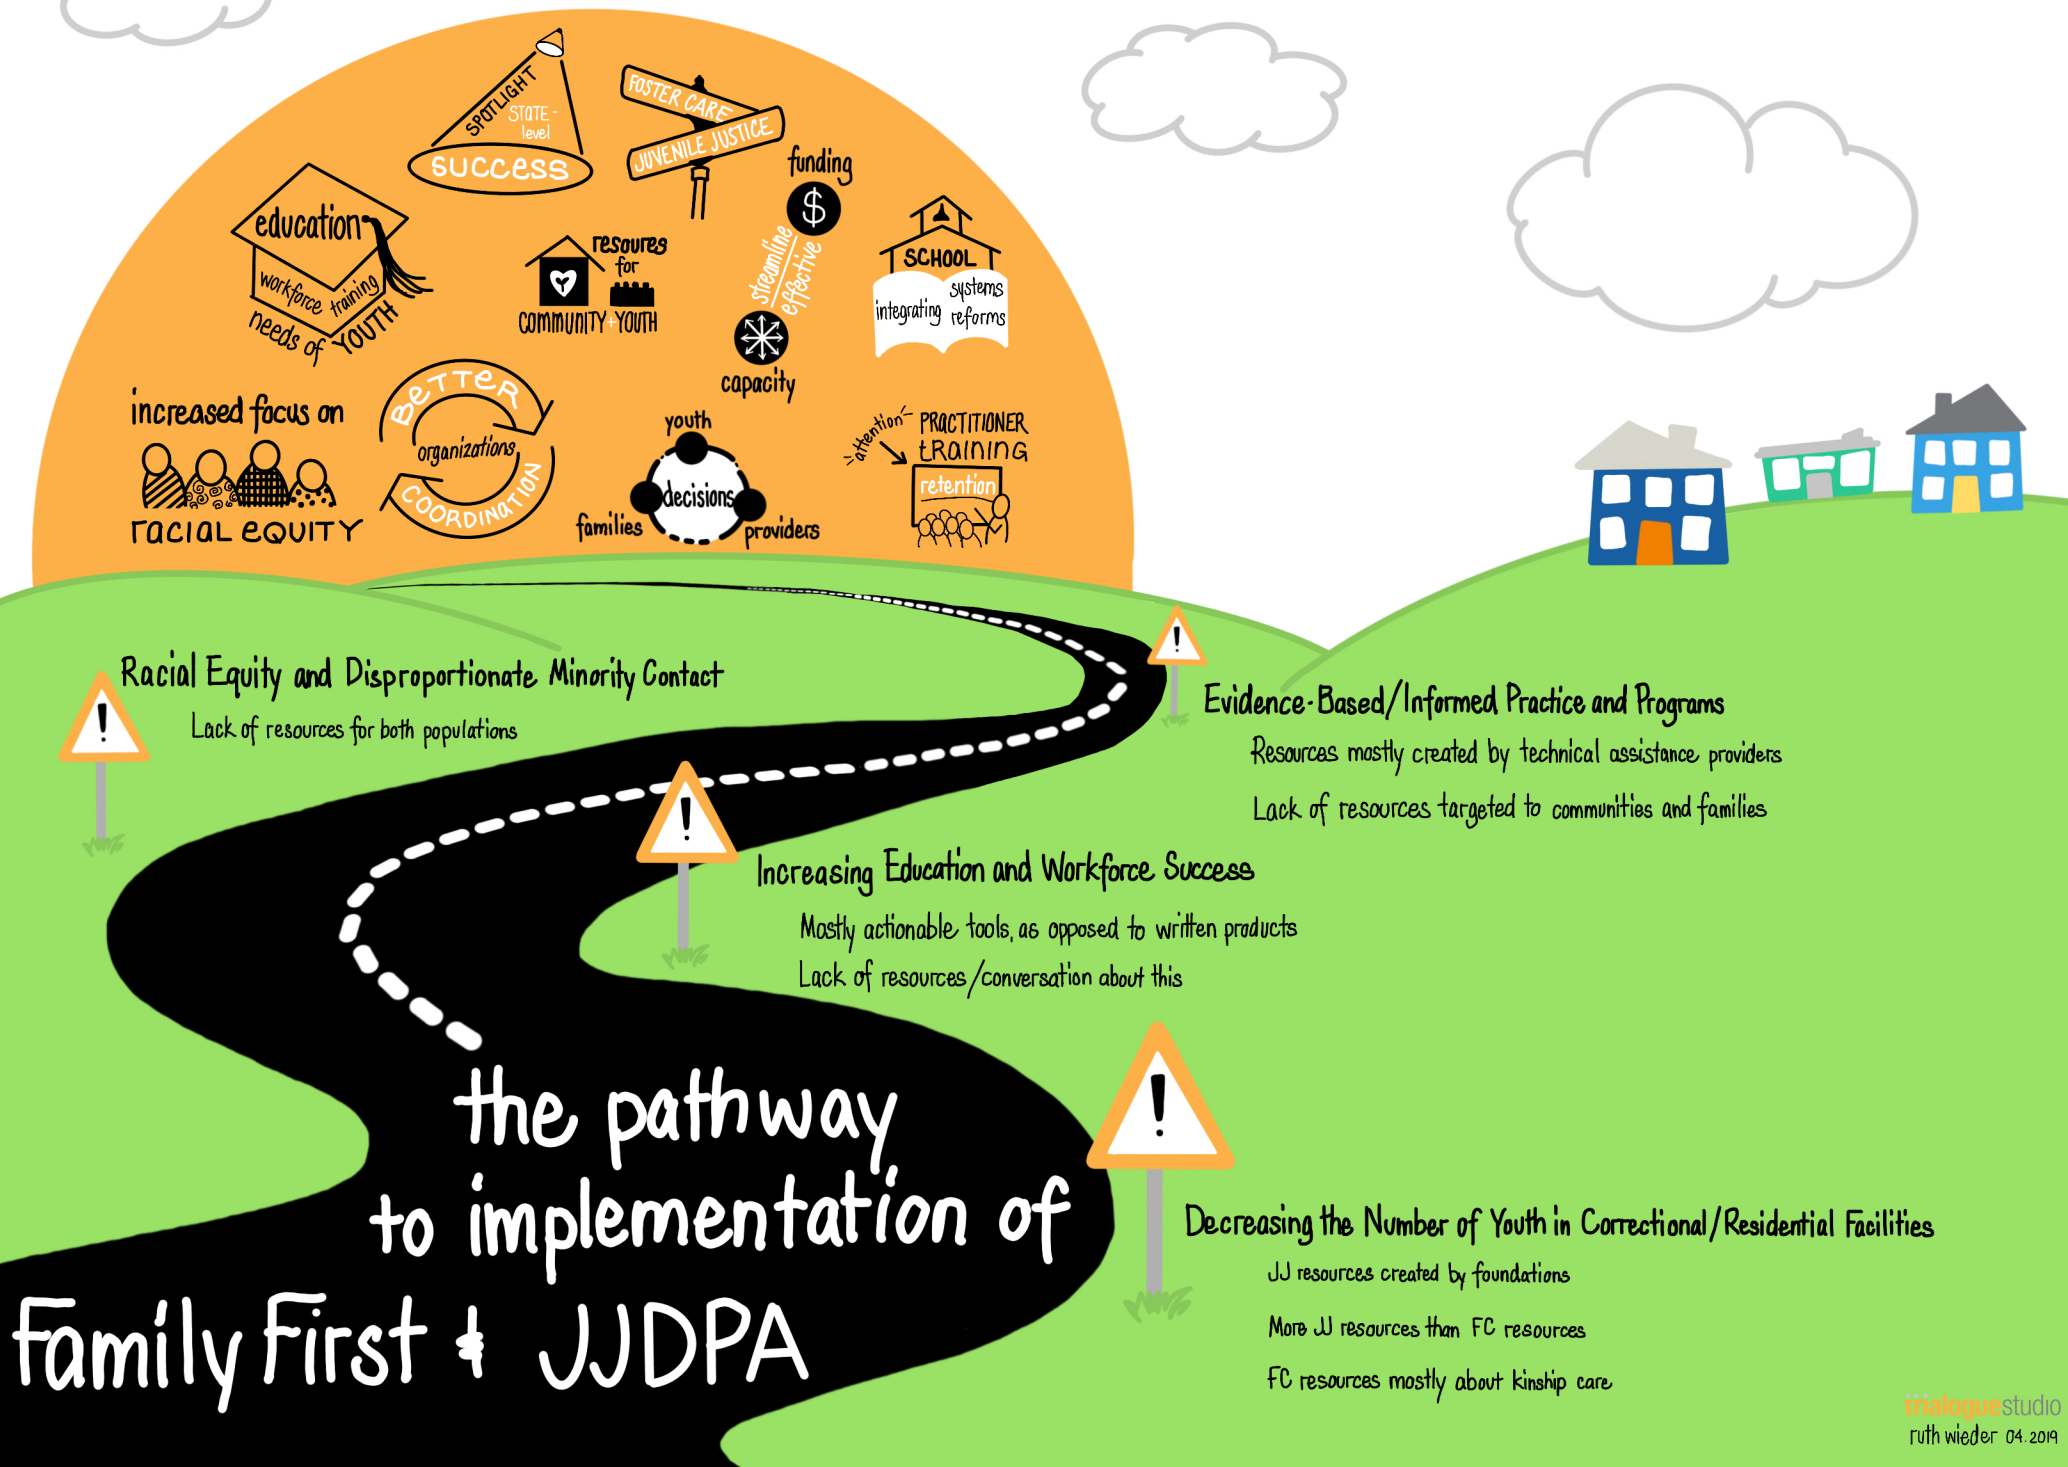 SPOTLIGHT
STATE-
level
SUCCESS
FOSTER CARE
JUVENILE JUSTICE
funding
$
streamline
effective
capacity
education
workforce training
needs of YOUTH
resoures
for
COMMUNITY + YOUTH
SCHOOL
integrating
systems
reforms
increased focus on
racial equity
BETTER
organizations
COORDINATION
youth
decisions
families
providers
attention
PRACTITIONER
training
retention
Racial Equity and Disproportionate Minority Contact
Lack of resources for both populations
Evidence-Based/Informed Practice and Programs
Resources mostly created by technical assistance providers
Lack of resources targeted to communities and families
Increasing Education and Workforce Success
Mostly actionable tools, as opposed to written products
Lack of resources/conversation about this
the pathway
to implementation of
Family First & JJDPA
Decreasing the Number of Youth in Correctional/Residential Facilities
JJ resources created by foundations
More JJ resources than FC resources
FC resources mostly about kinship care
trialoguestudio
ruth wieder 04.2019